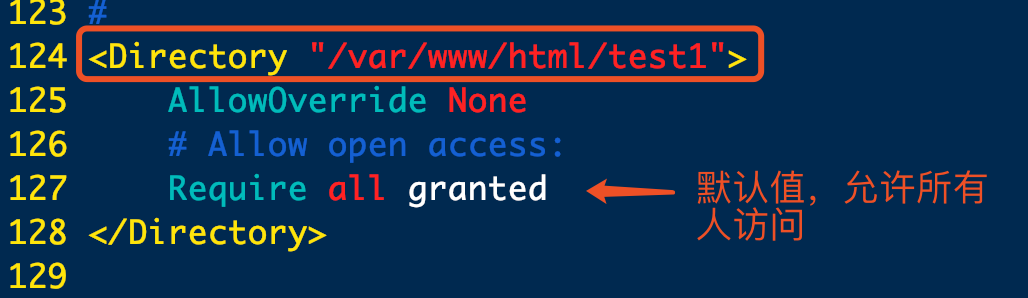 123 #
124 <Directory "/var/www/html/test1">
125     AllowOverride None
126     # Allow open access:
127     Require all granted 默认值，允许所有
人访问
128 </Directory>
129